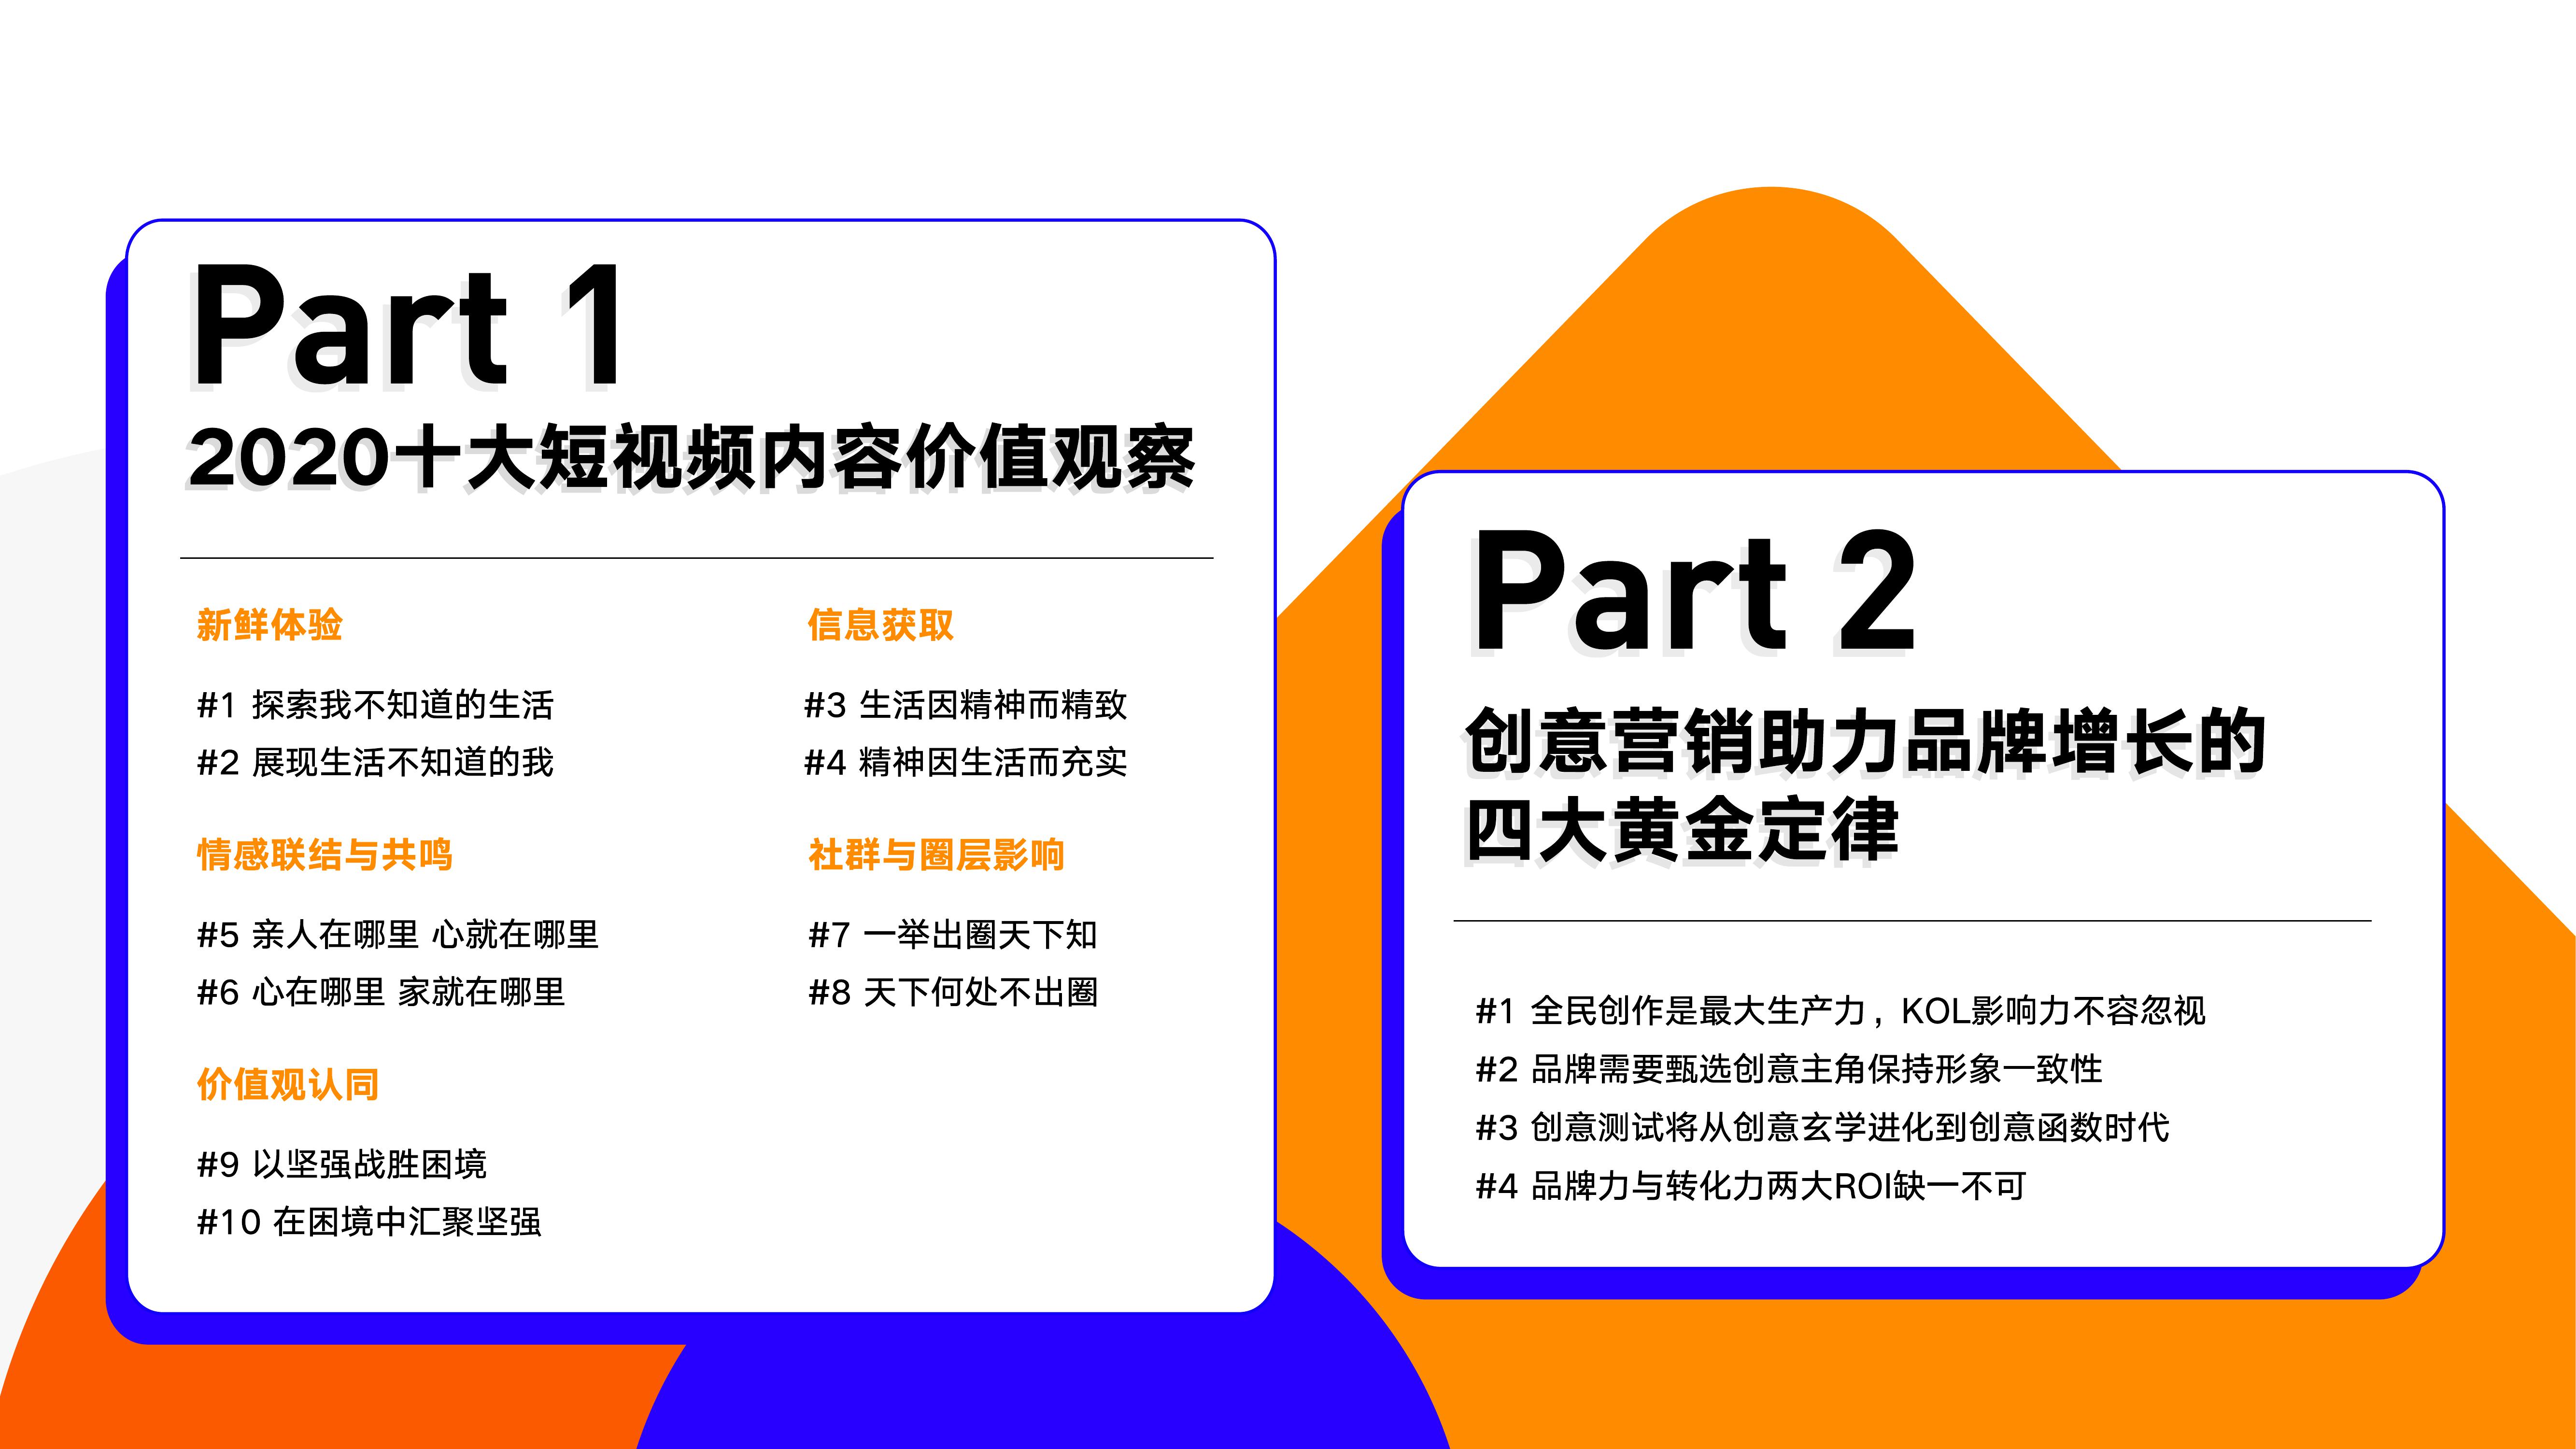 Part 1
2020十大短视频内容价值观察
新鲜体验
#1 探索我不知道的生活
#2 展现生活不知道的我
信息获取
#3 生活因精神而精致
#4 精神因生活而充实
情感联结与共鸣
#5 亲人在哪里 心就在哪里
#6 心在哪里 家就在哪里
社群与圈层影响
#7 一举出圈天下知
#8 天下何处不出圈
价值观认同
#9 以坚强战胜困境
#10 在困境中汇聚坚强
Part 2
创意营销助力品牌增长的
四大黄金定律
#1 全民创作是最大生产力，KOL影响力不容忽视
#2 品牌需要甄选创意主角保持形象一致性
#3 创意测试将从创意玄学进化到创意函数时代
#4 品牌力与转化力两大ROI缺一不可